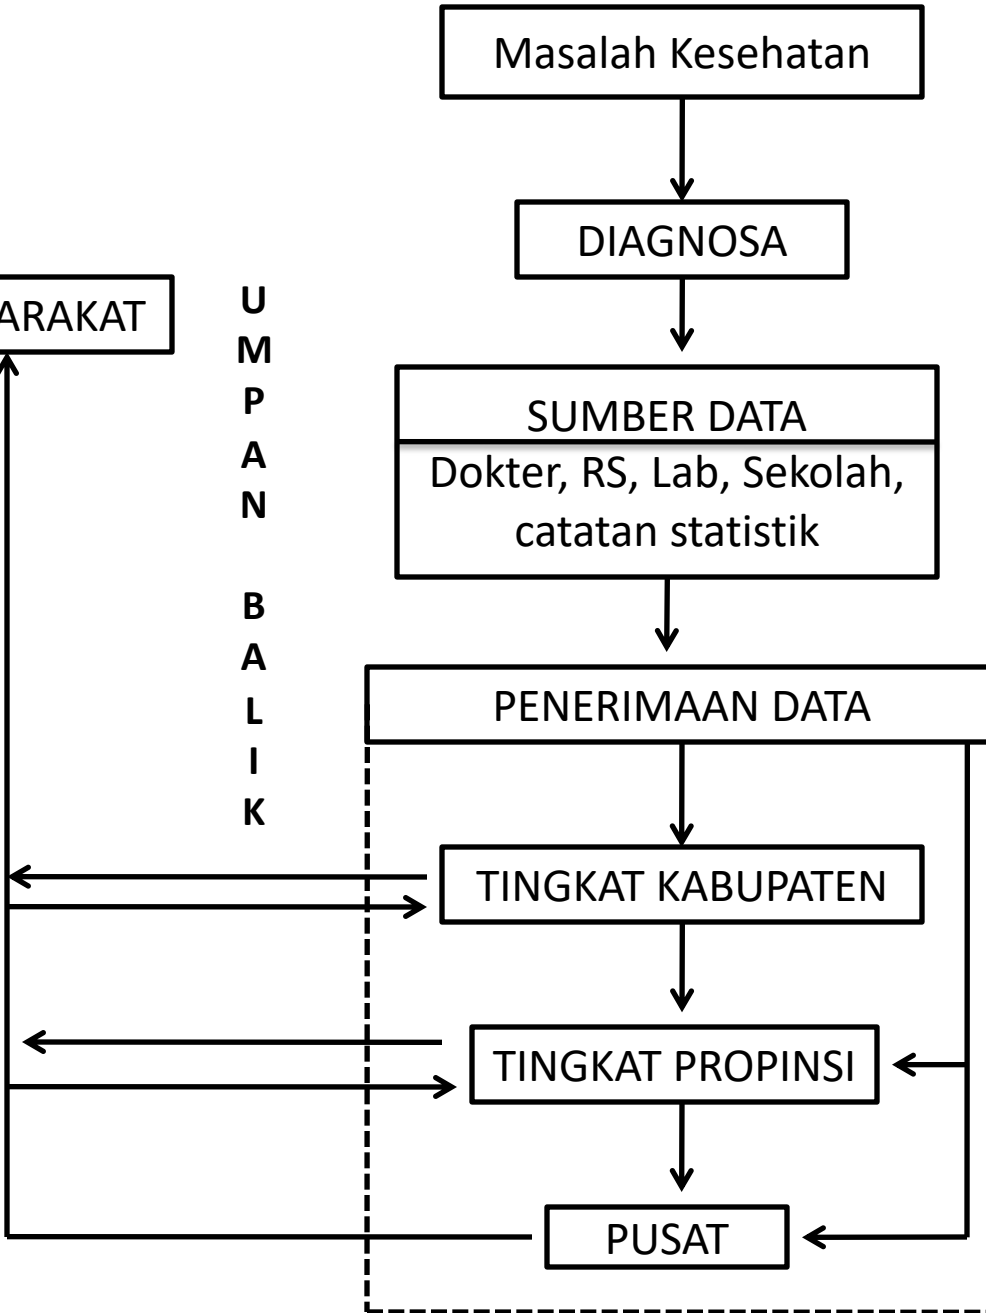 Masalah Kesehatan
DIAGNOSA
ARAKAT
SUMBER DATA
Dokter, RS, Lab, Sekolah,
catatan statistik
U
M
P
A
N
B
A
L
I
K
PENERIMAAN DATA
TINGKAT KABUPATEN
TINGKAT PROPINSI
PUSAT